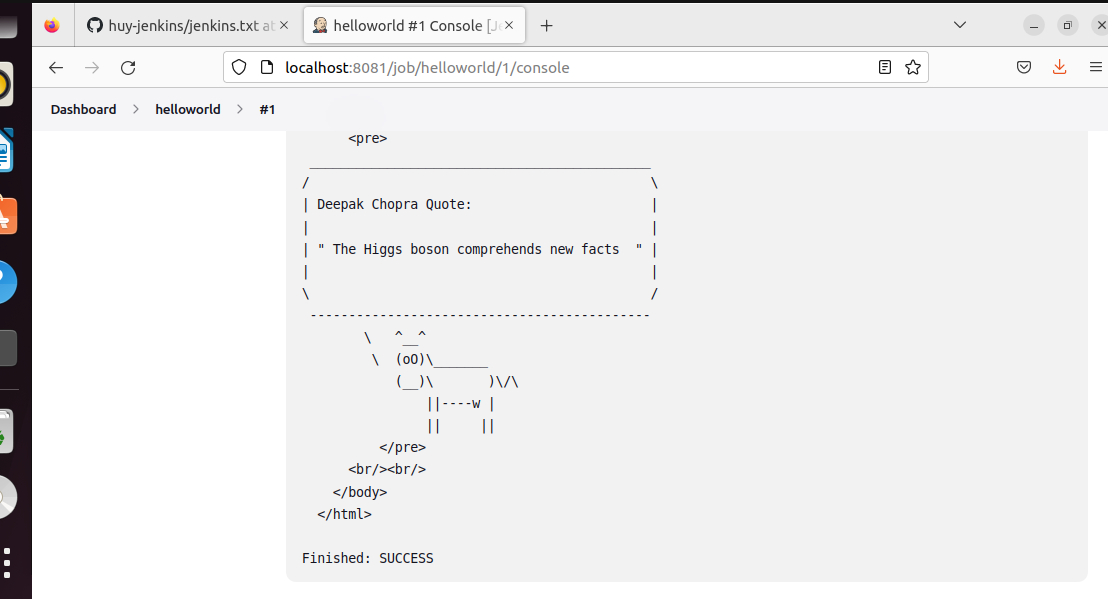 huy-jenkins/jenkins.txt at
helloworld #1 Console [Je
localhost:8081/job/helloworld/1/console
Dashboard > helloworld > #1
      <pre>
 ____________________________________________
/                                            \
| Deepak Chopra Quote:                       |
|                                            |
| " The Higgs boson comprehends new facts  " |
|                                            |
\                                            /
 --------------------------------------------
        \   ^__^
         \  (oO)\_______
            (__)\       )\/\
                ||----w |
                ||     ||
          </pre>
      <br/><br/>
    </body>
  </html>
Finished: SUCCESS